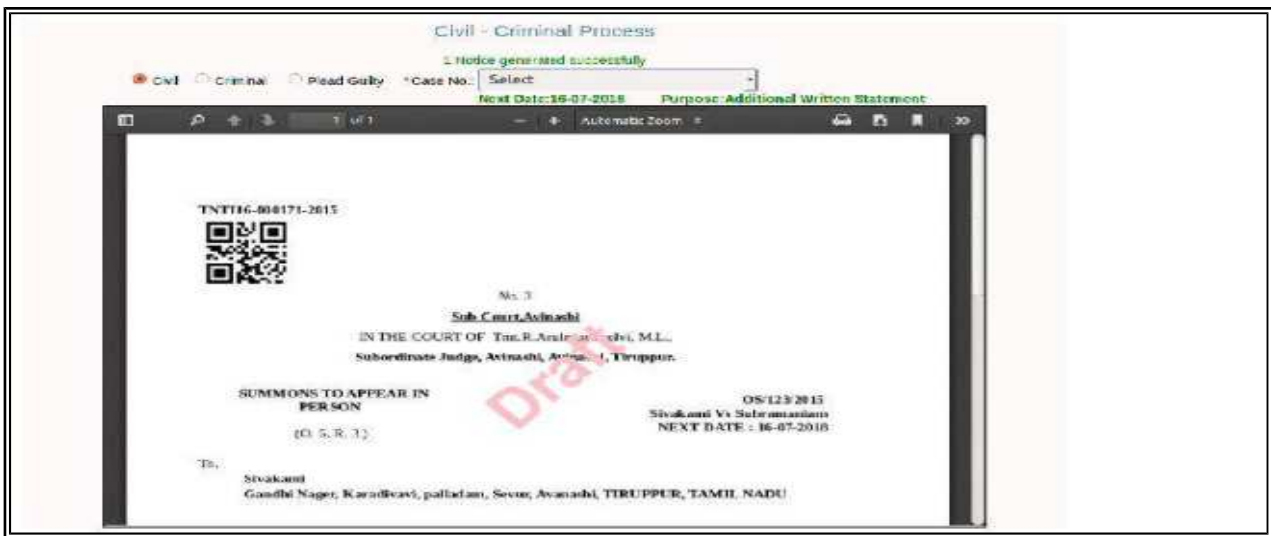 Civil - Criminal Process
1 Notice generated successfully
Civil Criminal Plead Guilty *Case No.: Select
Next Date:16-07-2018 Purpose:Additional Written Statement
1 of 1 Automatic Zoom
2015
No. 3
Sub Court,Avinashi
IN THE COURT OF Tmt.R. M.L.,
Subordinate Judge, Avinashi, Tiruppur.
Draft
SUMMONS TO APPEAR IN
PERSON
OS/123/2015
Sivakami Vs Subramaniam
NEXT DATE : 16-07-2018
(O. 5, R. 3)
To,
Sivakami
Gandhi Nager, Karadivavi, palladam, Sevur, Avanashi, TIRUPPUR, TAMIL NADU